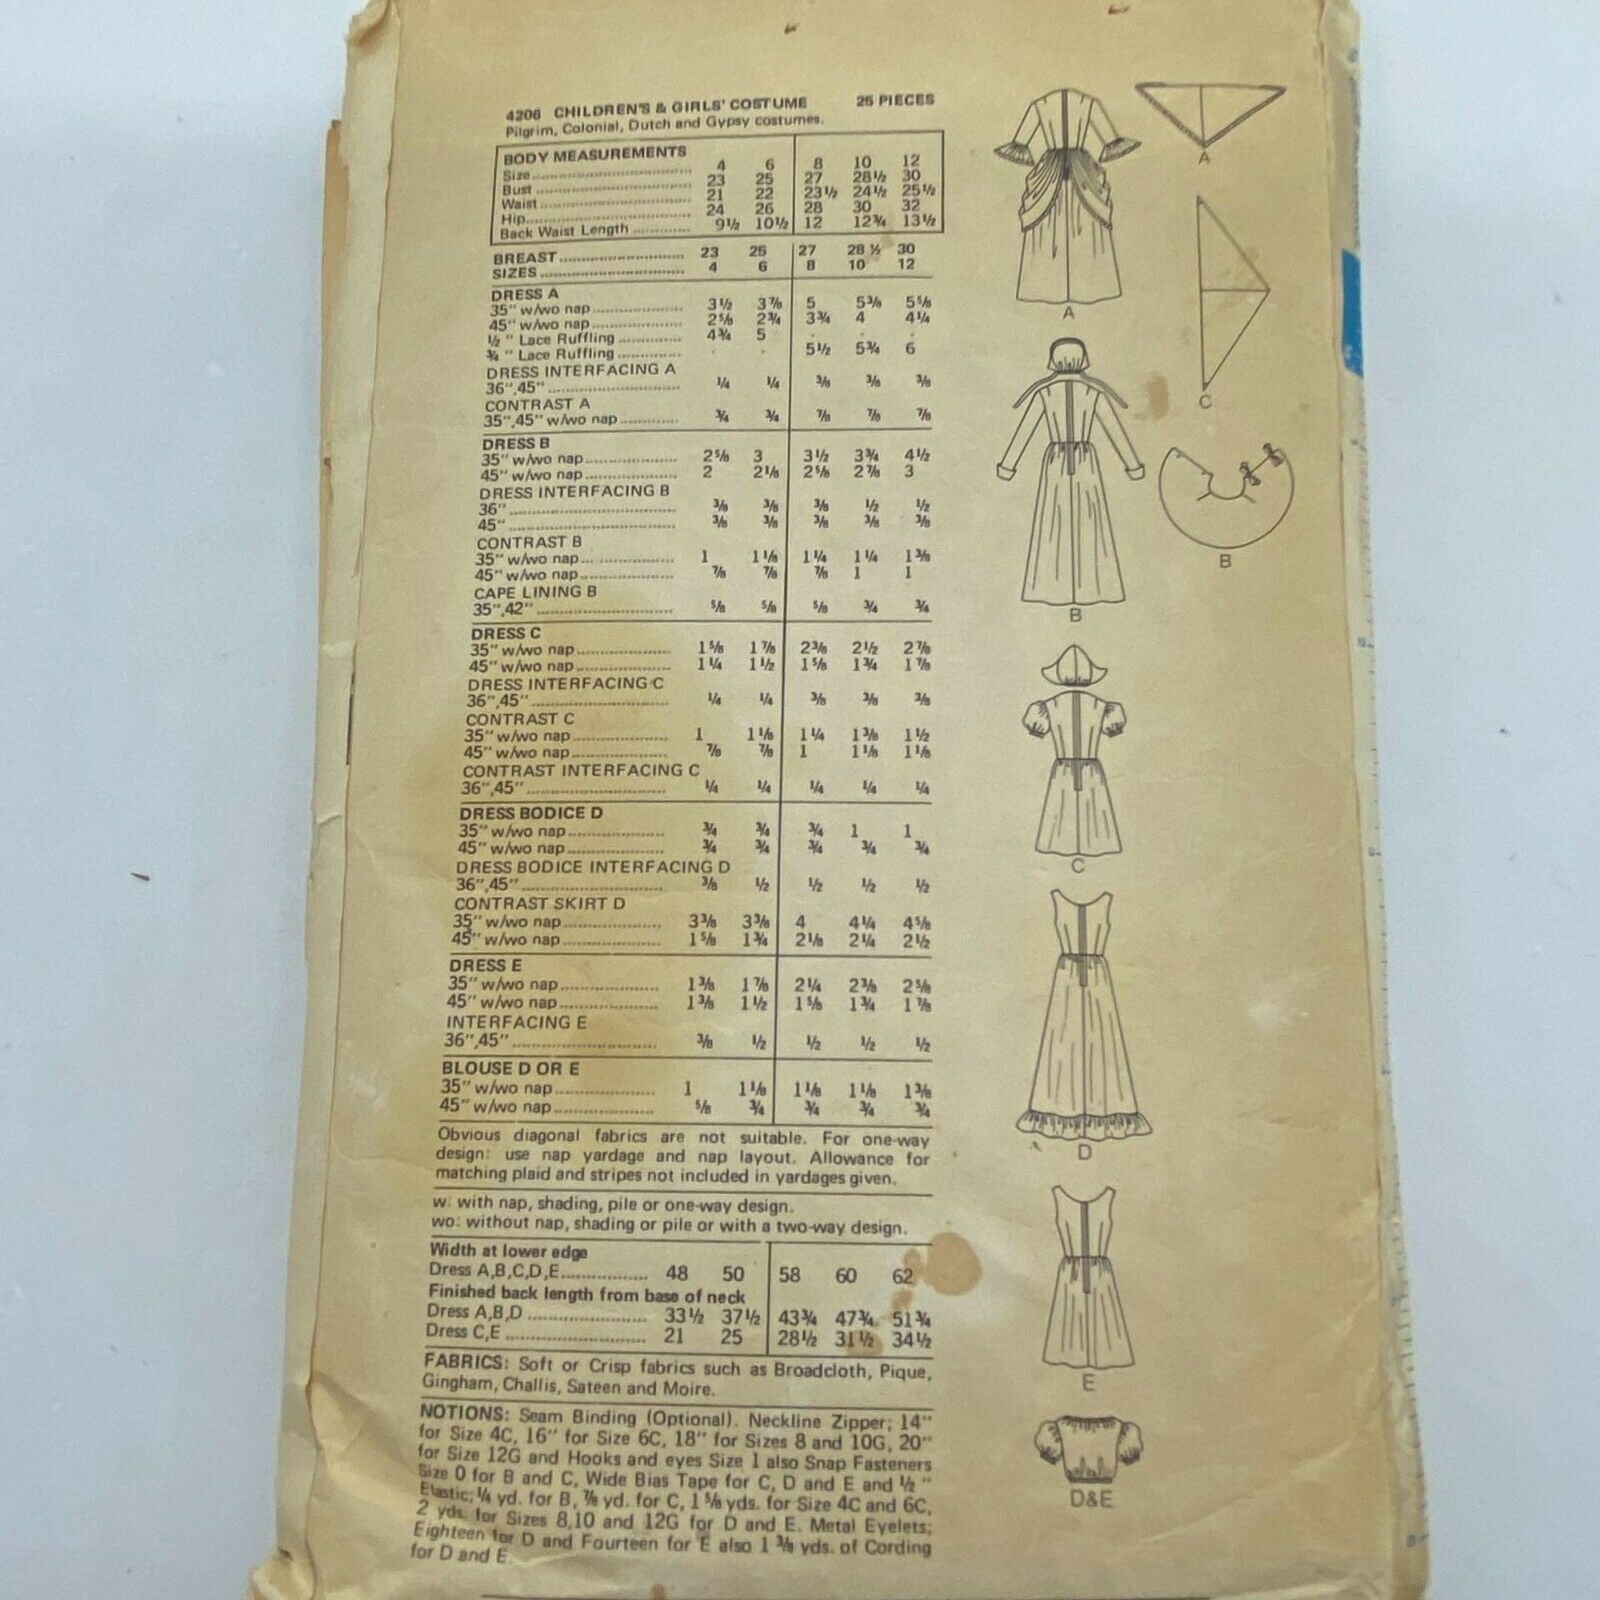 4206 CHILDREN'S & GIRLS' COSTUME 25 PIECES
Pilgrim, Colonial, Dutch and Gypsy costumes.
BODY MEASUREMENTS
Size 4 6 8 10 12
Bust 23 25 27 28½ 30
Waist 21 22 23½ 24½ 25½
Hip 24 26 28 30 32
Back Waist Length 9½ 10½ 12 12¾ 13½
BREAST 23 25 27 28 ½ 30
SIZES 4 6 8 10 12
DRESS A
35" w/wo nap 3½ 3⅞ 5 5⅜ 5⅝
45" w/wo nap 2⅝ 2¾ 3¾ 4 4¼
½ " Lace Ruffling 4¾ 5 . . .
¾ " Lace Ruffling . . 5½ 5¾ 6
DRESS INTERFACING A
36",45" ¼ ¼ ⅜ ⅜ ⅜
CONTRAST A
35",45" w/wo nap ¾ ¾ ⅞ ⅞ ⅞
DRESS B
35" w/wo nap 2⅝ 3 3½ 3¾ 4½
45" w/wo nap 2 2⅛ 2⅝ 2⅞ 3
DRESS INTERFACING B
36" ⅜ ⅜ ⅜ ½ ½
45" ⅜ ⅜ ⅜ ⅜ ⅜
CONTRAST B
35" w/wo nap 1 1⅛ 1¼ 1¼ 1⅜
45" w/wo nap ⅞ ⅞ ⅞ 1 1
CAPE LINING B
35",42" ⅝ ⅝ ⅝ ¾ ¾
DRESS C
35" w/wo nap 1⅝ 1⅞ 2⅜ 2½ 2⅞
45" w/wo nap 1¼ 1½ 1⅝ 1¾ 1⅞
DRESS INTERFACING C
36",45" ¼ ¼ ⅜ ⅜ ⅜
CONTRAST C
35" w/wo nap 1 1⅛ 1¼ 1⅜ 1½
45" w/wo nap ⅞ ⅞ 1 1⅛ 1⅛
CONTRAST INTERFACING C
36",45" ¼ ¼ ¼ ¼ ¼
DRESS BODICE D
35" w/wo nap ¾ ¾ ¾ 1 1
45" w/wo nap ¾ ¾ ¾ ¾ ¾
DRESS BODICE INTERFACING D
36",45" ⅜ ½ ½ ½ ½
CONTRAST SKIRT D
35" w/wo nap 3⅜ 3⅜ 4 4¼ 4⅝
45" w/wo nap 1⅝ 1¾ 2⅛ 2¼ 2½
DRESS E
35" w/wo nap 1⅜ 1⅞ 2¼ 2⅜ 2⅝
45" w/wo nap 1⅜ 1½ 1⅝ 1¾ 1⅞
INTERFACING E
36",45" ⅜ ½ ½ ½ ½
BLOUSE D OR E
35" w/wo nap 1 1⅛ 1⅛ 1⅛ 1⅜
45" w/wo nap ⅝ ¾ ¾ ¾ ¾
Obvious diagonal fabrics are not suitable. For one-way
design: use nap yardage and nap layout. Allowance for
matching plaid and stripes not included in yardages given.
w: with nap, shading, pile or one-way design.
wo: without nap, shading or pile or with a two-way design.
Width at lower edge
Dress A,B,C,D,E 48 50 58 60 62
Finished back length from base of neck
Dress A,B,D 33½ 37½ 43¾ 47¾ 51¾
Dress C,E 21 25 28½ 31½ 34½
FABRICS: Soft or Crisp fabrics such as Broadcloth, Pique,
Gingham, Challis, Sateen and Moire.
NOTIONS: Seam Binding (Optional). Neckline Zipper; 14"
for Size 4C, 16" for Size 6C, 18" for Sizes 8 and 10G, 20"
for Size 12G and Hooks and eyes Size 1 also Snap Fasteners
Size 0 for B and C, Wide Bias Tape for C, D and E and ½ "
Elastic; ¼ yd. for B, ⅞ yd. for C, 1 ⅝ yds. for Size 4C and 6C,
2 yds. for Sizes 8,10 and 12G for D and E. Metal Eyelets;
Eighteen for D and Fourteen for E also 1 ⅜ yds. of Cording
for D and E.
A
A
C
B
B
C
D
E
D&E